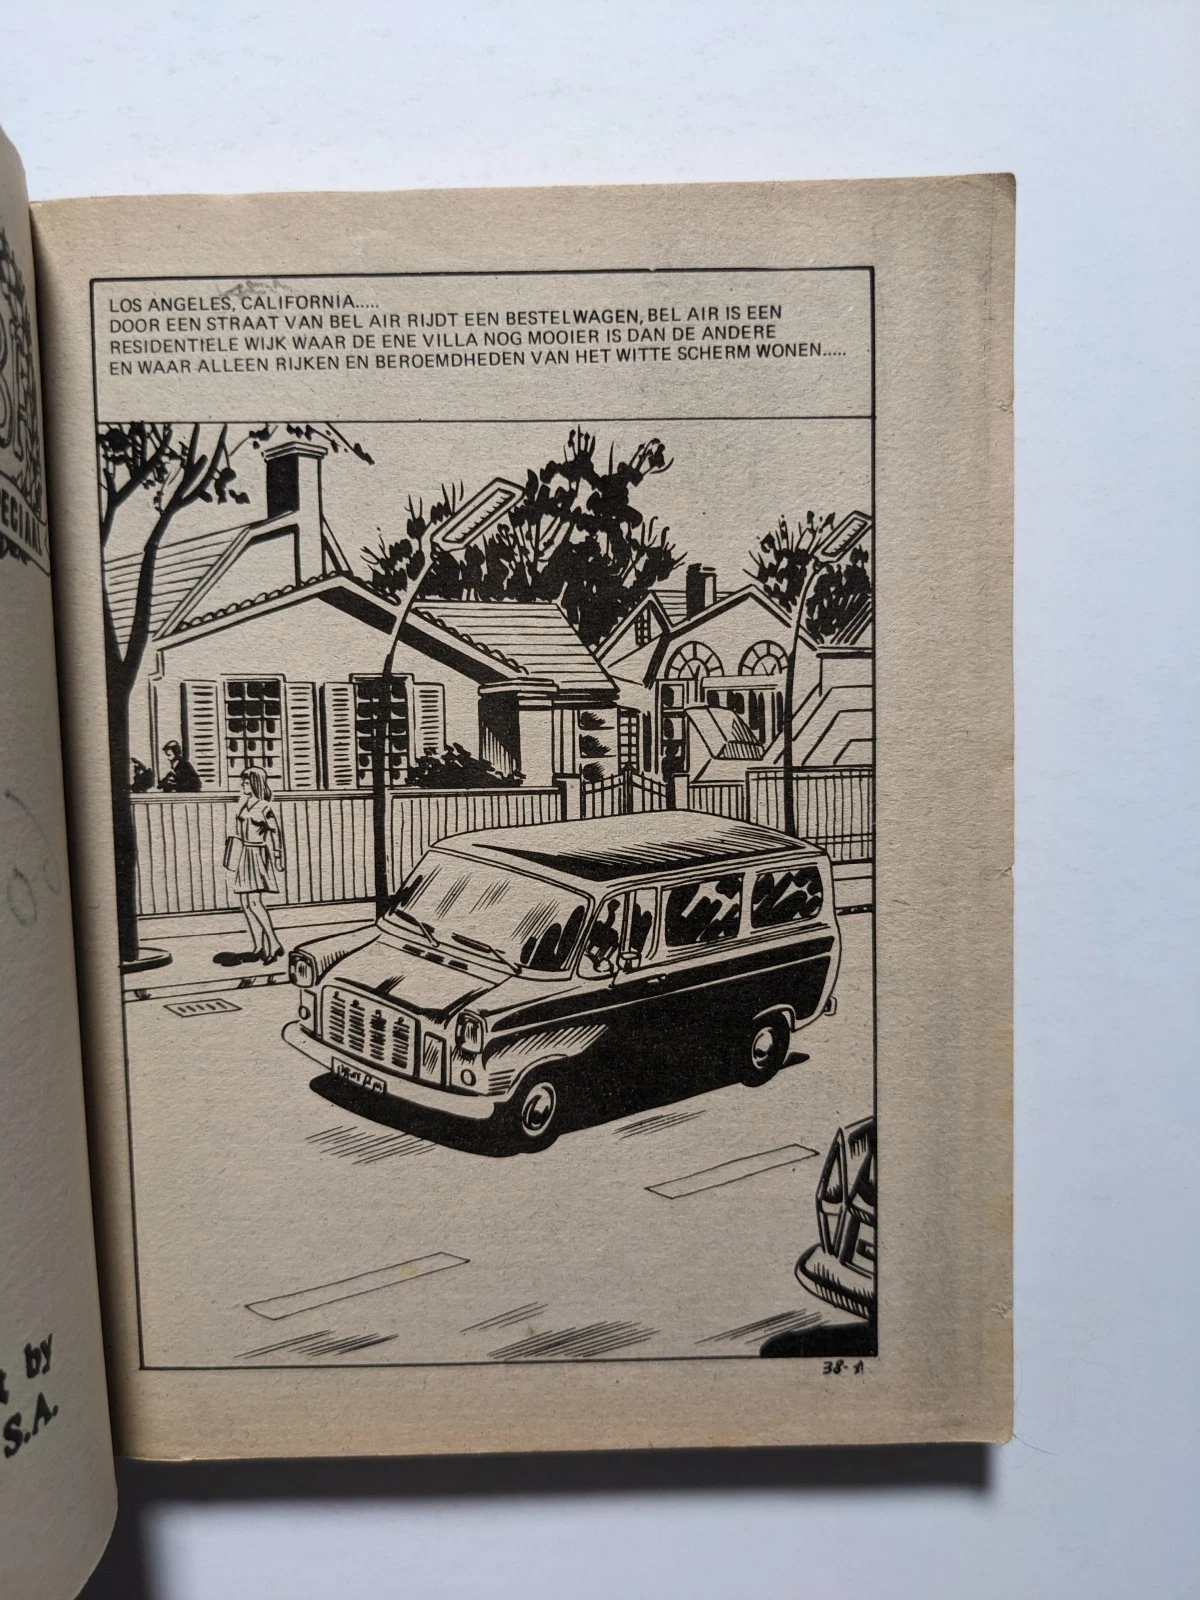 LOS ANGELES, CALIFORNIA.....
DOOR EEN STRAAT VAN BEL AIR RIJDT EEN BESTELWAGEN, BEL AIR IS EEN
RESIDENTIELE WIJK WAAR DE ENE VILLA NOG MOOIER IS DAN DE ANDERE
EN WAAR ALLEEN RIJKEN EN BEROEMDHEDEN VAN HET WITTE SCHERM WONEN.....
by
S.A.
38-A